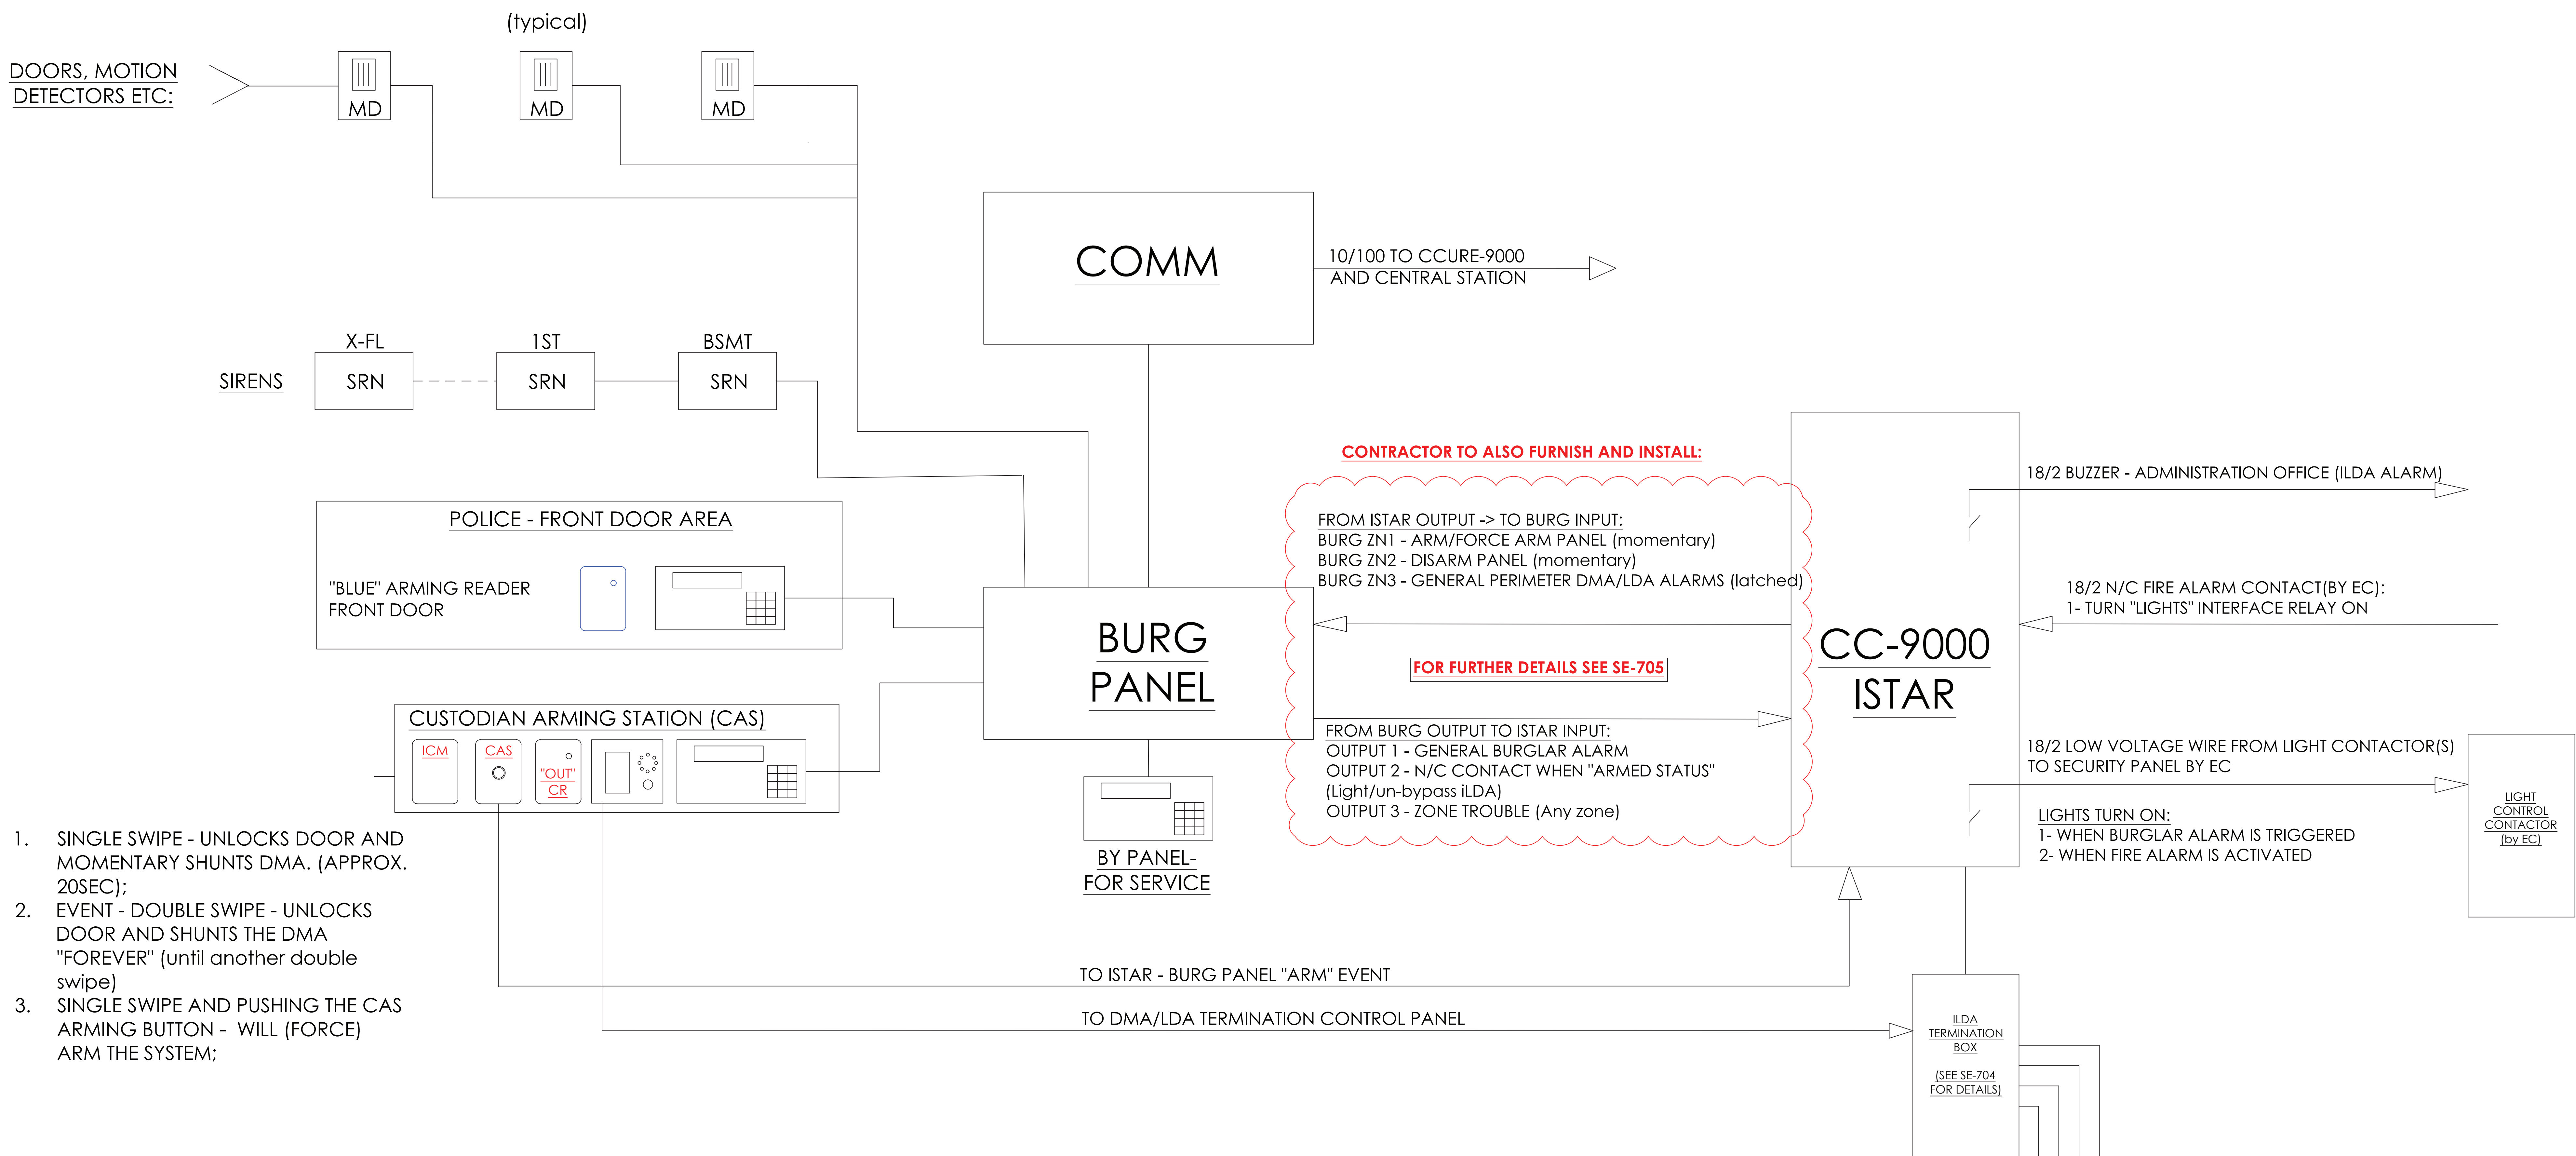 (typical)
DOORS, MOTION
DETECTORS ETC:
MD
MD
MD
COMM
10/100 TO CCURE-9000
AND CENTRAL STATION
X-FL
1ST
BSMT
SIRENS
SRN
SRN
SRN
POLICE - FRONT DOOR AREA
"BLUE" ARMING READER
FRONT DOOR
CUSTODIAN ARMING STATION (CAS)
ICM
CAS
"OUT"
CR
BURG
PANEL
BY PANEL-
FOR SERVICE
CONTRACTOR TO ALSO FURNISH AND INSTALL:
FROM ISTAR OUTPUT -> TO BURG INPUT:
BURG ZN1 - ARM/FORCE ARM PANEL (momentary)
BURG ZN2 - DISARM PANEL (momentary)
BURG ZN3 - GENERAL PERIMETER DMA/LDA ALARMS (latched)
FOR FURTHER DETAILS SEE SE-705
FROM BURG OUTPUT TO ISTAR INPUT:
OUTPUT 1 - GENERAL BURGLAR ALARM
OUTPUT 2 - N/C CONTACT WHEN "ARMED STATUS"
(Light/un-bypass iLDA)
OUTPUT 3 - ZONE TROUBLE (Any zone)
CC-9000
ISTAR
18/2 BUZZER - ADMINISTRATION OFFICE (ILDA ALARM)
18/2 N/C FIRE ALARM CONTACT(BY EC):
1- TURN "LIGHTS" INTERFACE RELAY ON
18/2 LOW VOLTAGE WIRE FROM LIGHT CONTACTOR(S)
TO SECURITY PANEL BY EC
LIGHTS TURN ON:
1- WHEN BURGLAR ALARM IS TRIGGERED
2- WHEN FIRE ALARM IS ACTIVATED
LIGHT
CONTROL
CONTACTOR
(by EC)
1. SINGLE SWIPE - UNLOCKS DOOR AND
MOMENTARY SHUNTS DMA. (APPROX.
20SEC);
2. EVENT - DOUBLE SWIPE - UNLOCKS
DOOR AND SHUNTS THE DMA
"FOREVER" (until another double
swipe)
3. SINGLE SWIPE AND PUSHING THE CAS
ARMING BUTTON - WILL (FORCE)
ARM THE SYSTEM;
TO ISTAR - BURG PANEL "ARM" EVENT
TO DMA/LDA TERMINATION CONTROL PANEL
ILDA
TERMINATION
BOX
(SEE SE-704
FOR DETAILS)